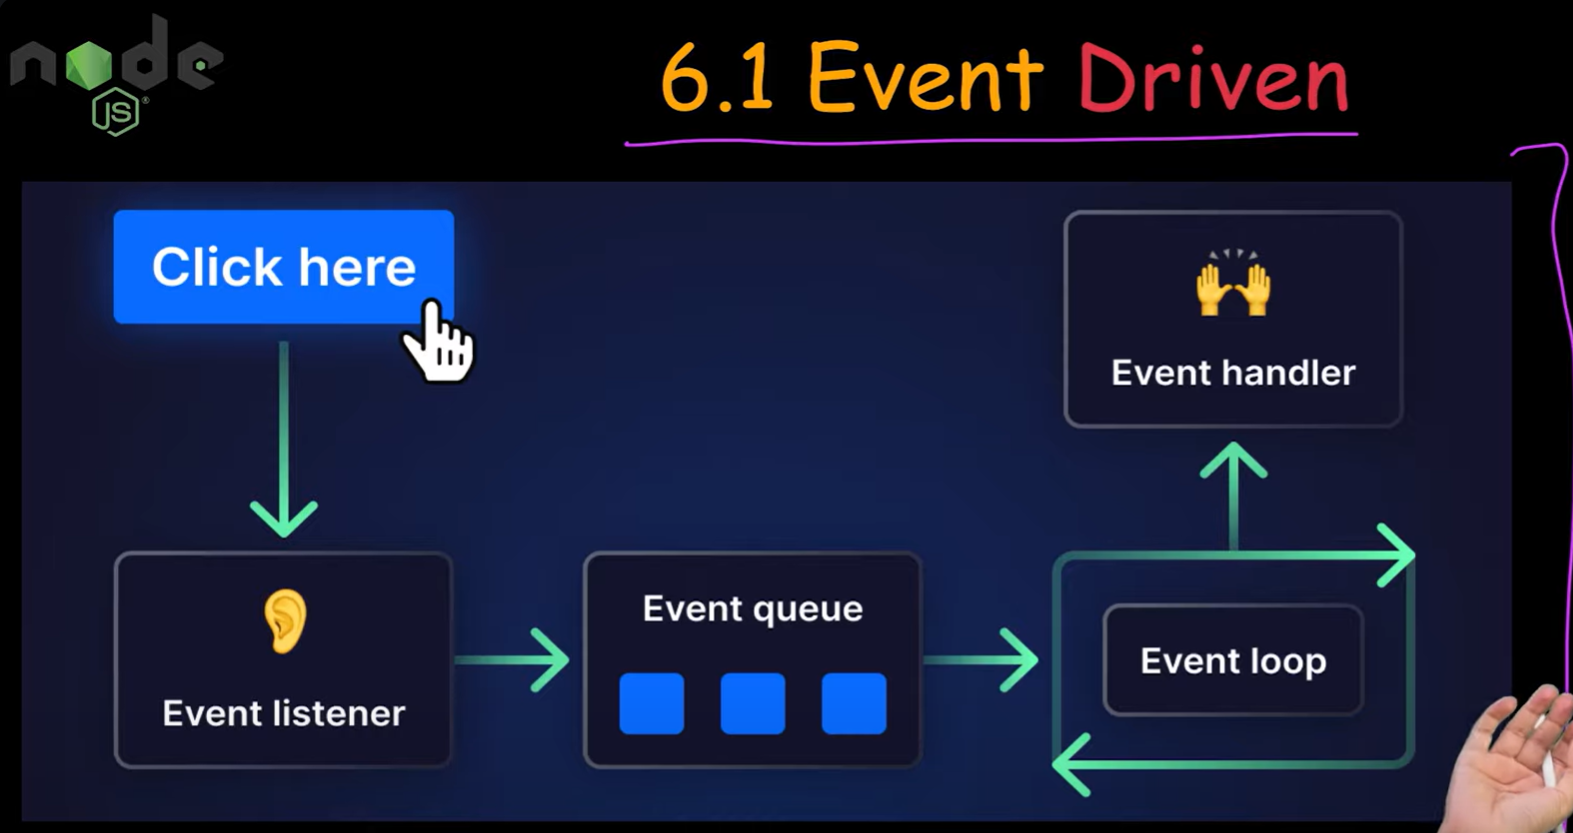 node
JS
6.1 Event Driven
Click here
Event handler
Event listener
Event queue
Event loop